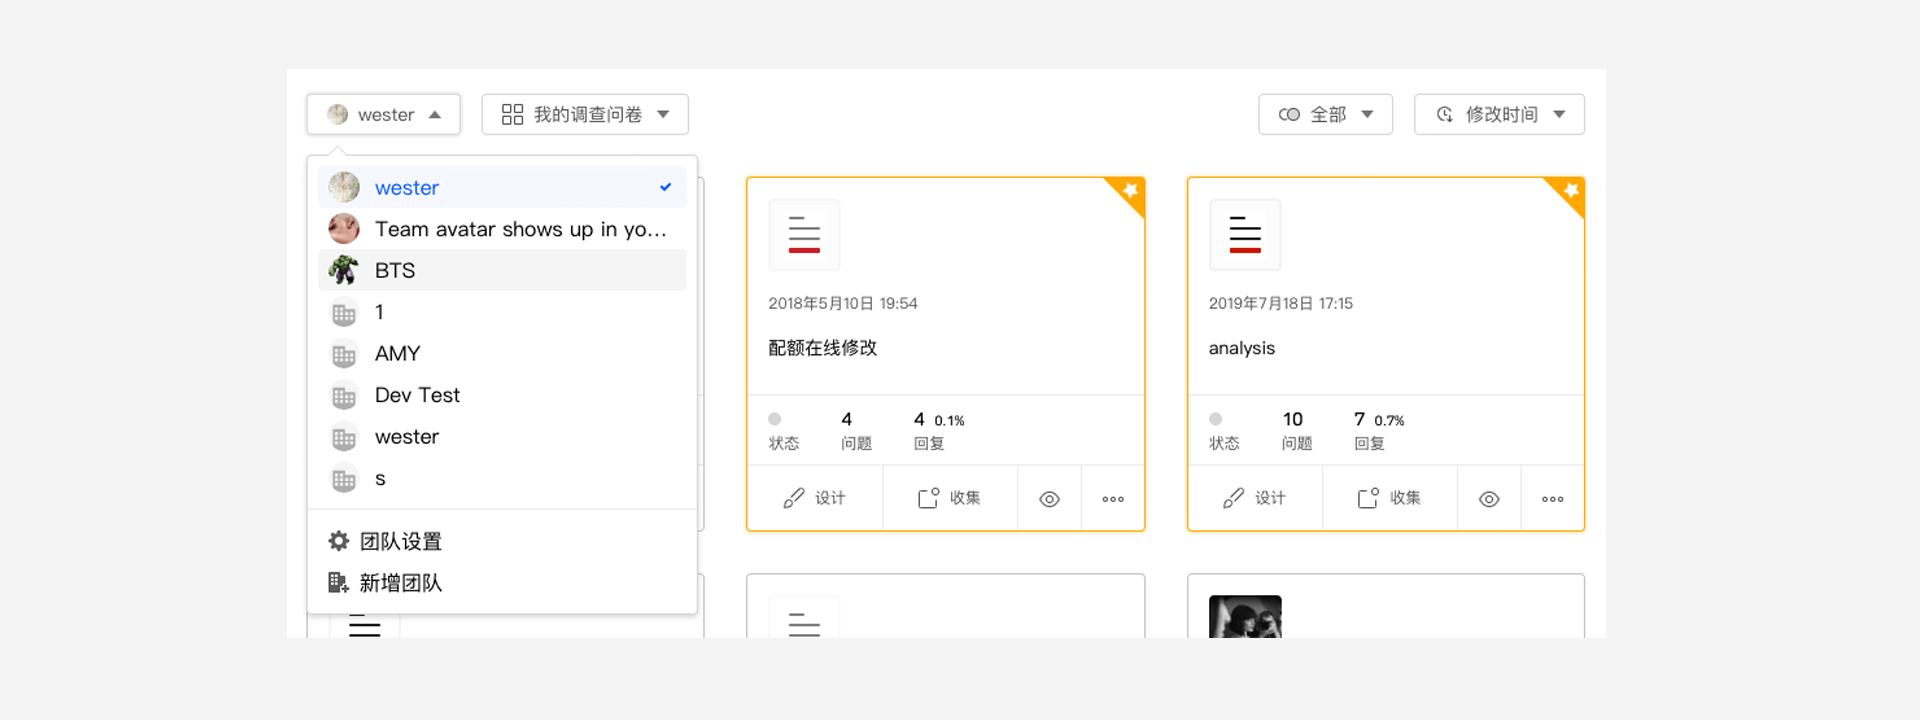 wester
我的调查问卷
全部
修改时间
wester
Team avatar shows up in yo...
BTS
1
AMY
Dev Test
wester
s
团队设置
新增团队
2018年5月10日 19:54
配额在线修改
4
4 0.1%
状态
问题
回复
设计
收集
2019年7月18日 17:15
analysis
10
7 0.7%
状态
问题
回复
设计
收集